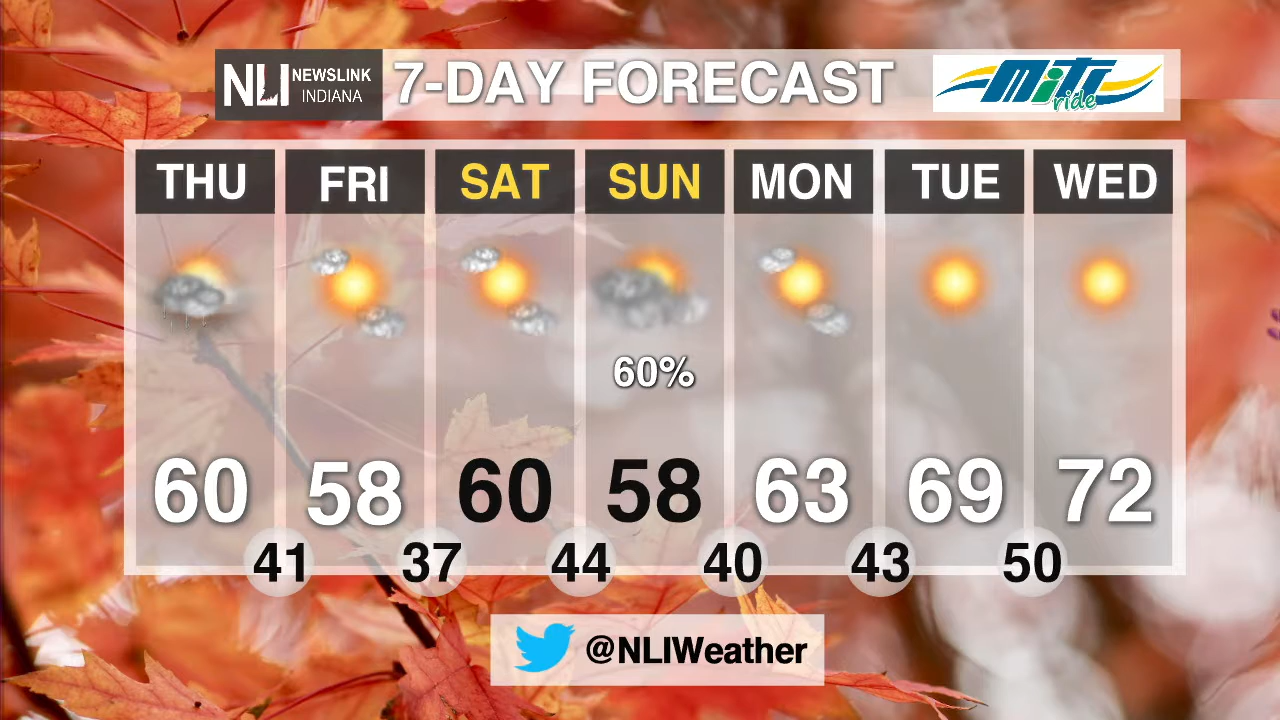 NLI NEWSLINK INDIANA
7-DAY FORECAST
MiTS ride
THU FRI SAT SUN MON TUE WED
60%
60 58 60 58 63 69 72
41 37 44 40 43 50
@NLIWeather